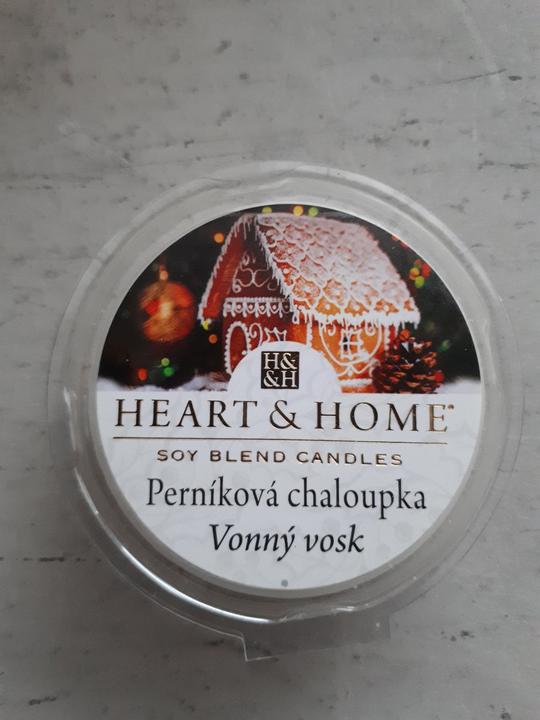 H&
&H
HEART & HOME®
SOY BLEND CANDLES
Perníková chaloupka
Vonný vosk